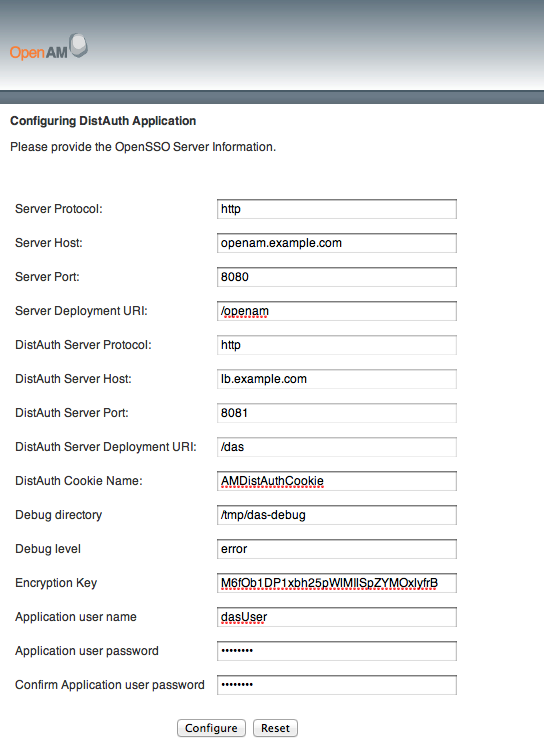 OpenAM
Configuring DistAuth Application
Please provide the OpenSSO Server Information.
Server Protocol: http
Server Host: openam.example.com
Server Port: 8080
Server Deployment URI: /openam
DistAuth Server Protocol: http
DistAuth Server Host: lb.example.com
DistAuth Server Port: 8081
DistAuth Server Deployment URI: /das
DistAuth Cookie Name: AMDistAuthCookie
Debug directory /tmp/das-debug
Debug level error
Encryption Key
Application user name dasUser
Application user password ••••••••
Confirm Application user password ••••••••
Configure Reset